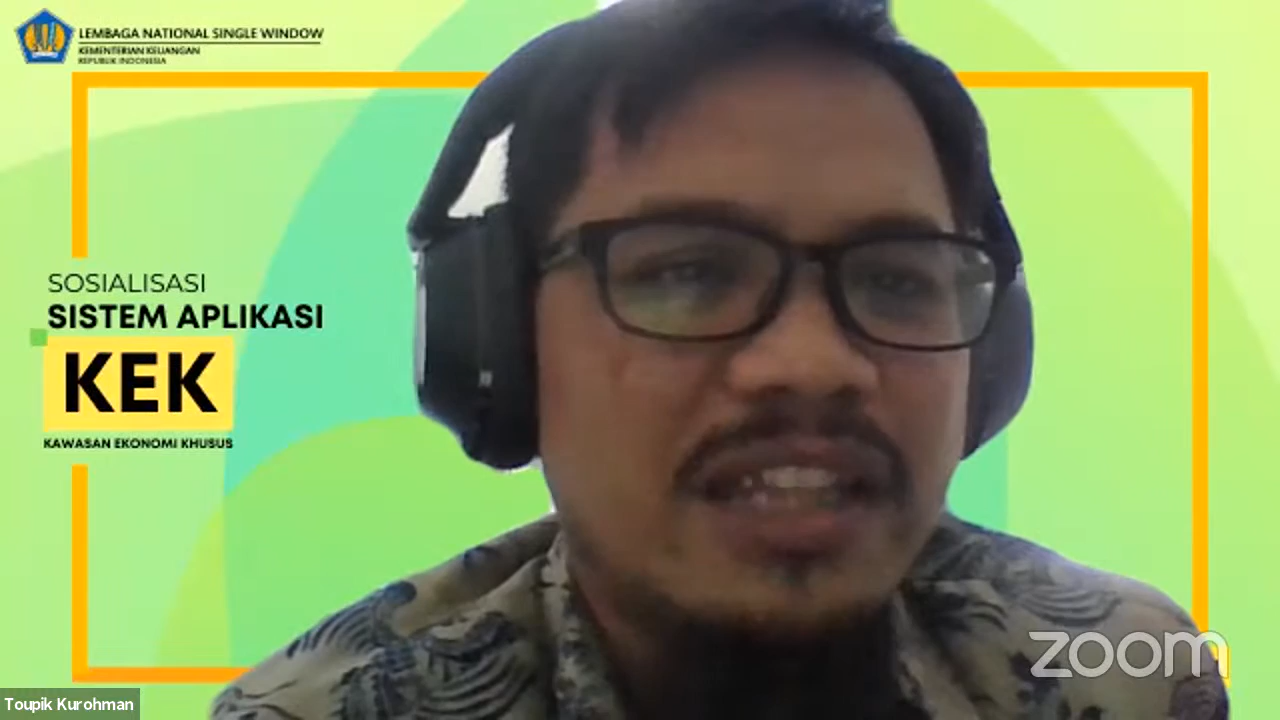 LEMBAGA NATIONAL SINGLE WINDOW
KEMENTERIAN KEUANGAN
REPUBLIK INDONESIA
SOSIALISASI
SISTEM APLIKASI
KEK
KAWASAN EKONOMI KHUSUS
zoom
Toupik Kurohman